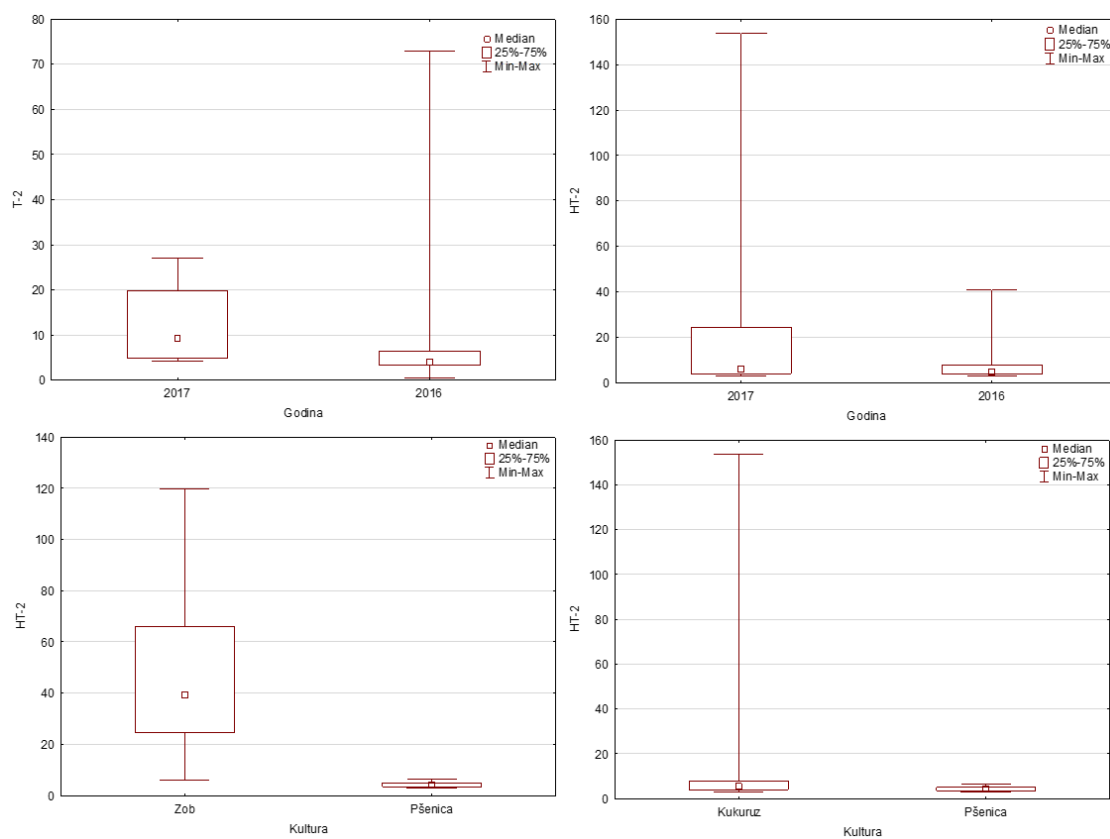 80
70
60
50
40
30
20
10
0
T-2
Median
25%-75%
Min-Max
2017
2016
Godina
160
140
120
100
80
60
40
20
0
HT-2
Median
25%-75%
Min-Max
2017
2016
Godina
140
120
100
80
60
40
20
0
HT-2
Median
25%-75%
Min-Max
Zob
Pšenica
Kultura
160
140
120
100
80
60
40
20
0
HT-2
Median
25%-75%
Min-Max
Kukuruz
Pšenica
Kultura